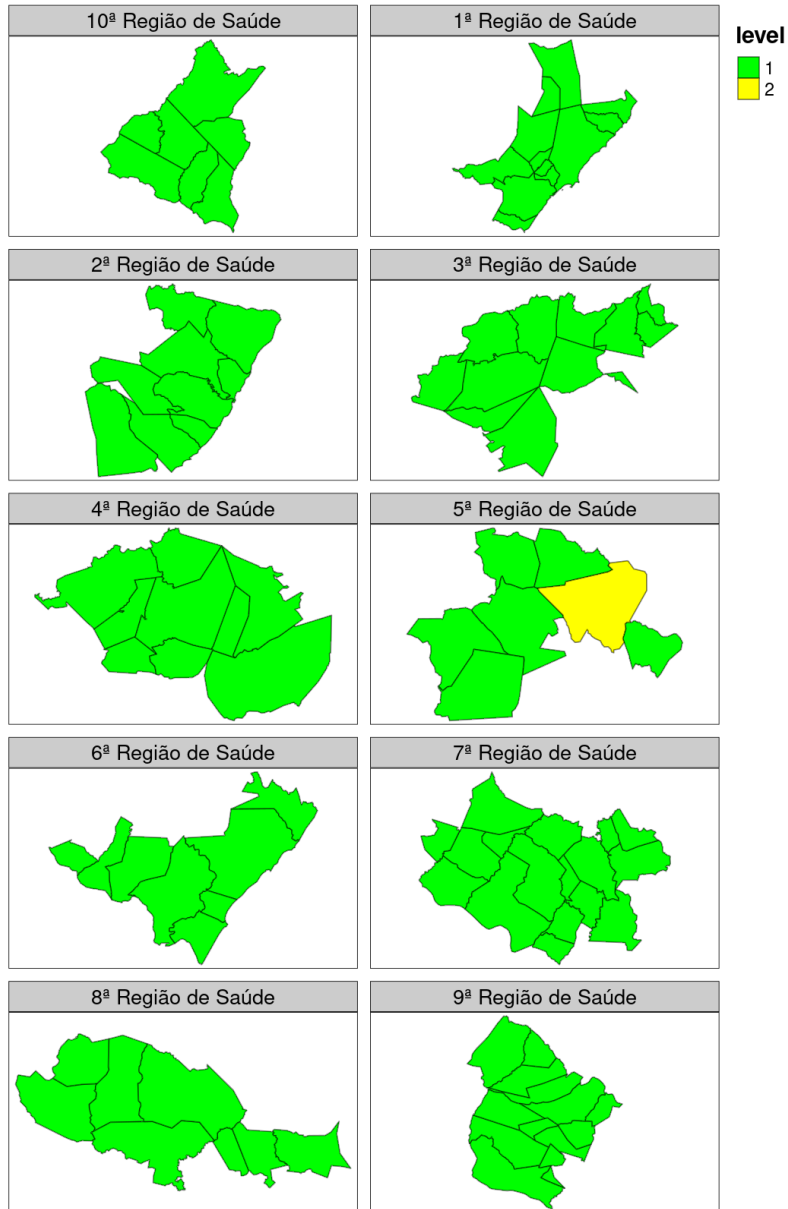 10ª Região de Saúde
1ª Região de Saúde
level
1
2
2ª Região de Saúde
3ª Região de Saúde
4ª Região de Saúde
5ª Região de Saúde
6ª Região de Saúde
7ª Região de Saúde
8ª Região de Saúde
9ª Região de Saúde